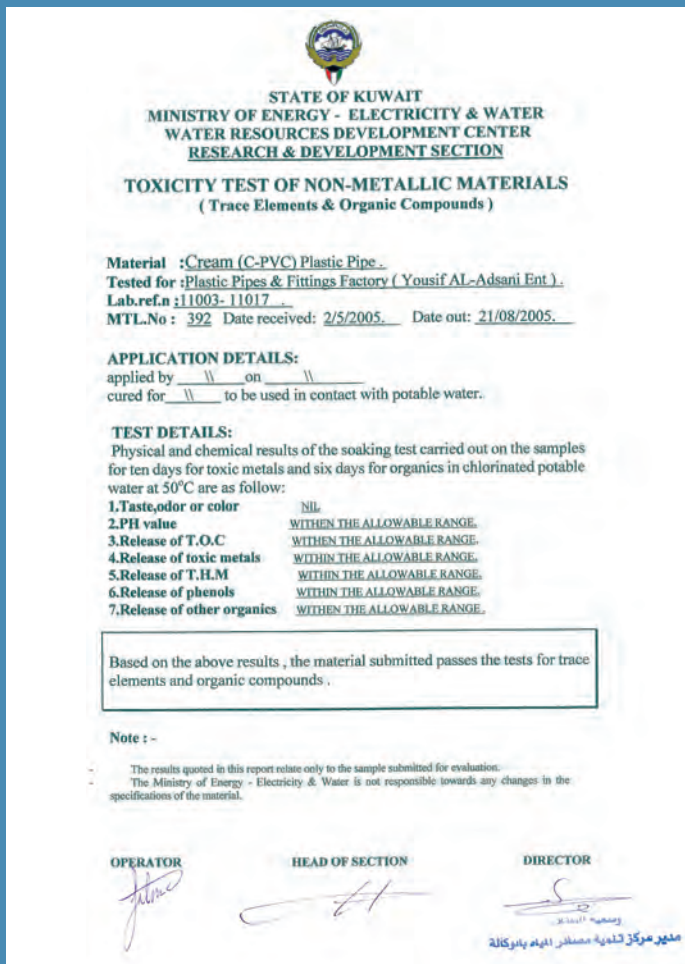 STATE OF KUWAIT
MINISTRY OF ENERGY - ELECTRICITY & WATER
WATER RESOURCES DEVELOPMENT CENTER
RESEARCH & DEVELOPMENT SECTION
TOXICITY TEST OF NON-METALLIC MATERIALS
( Trace Elements & Organic Compounds )
Material :Cream (C-PVC) Plastic Pipe .
Tested for :Plastic Pipes & Fittings Factory ( Yousif AL-Adsani Ent ) .
Lab.ref.n :11003- 11017 .
MTL.No : 392 Date received: 2/5/2005. Date out: 21/08/2005.
APPLICATION DETAILS:
applied by \\ on \\
cured for \\ to be used in contact with potable water.
TEST DETAILS:
Physical and chemical results of the soaking test carried out on the samples
for ten days for toxic metals and six days for organics in chlorinated potable
water at 50°C are as follow:
1.Taste,odor or color NIL
2.PH value WITHEN THE ALLOWABLE RANGE.
3.Release of T.O.C WITHEN THE ALLOWABLE RANGE.
4.Release of toxic metals WITHIN THE ALLOWABLE RANGE.
5.Release of T.H.M WITHIN THE ALLOWABLE RANGE.
6.Release of phenols WITHIN THE ALLOWABLE RANGE.
7.Release of other organics WITHEN THE ALLOWABLE RANGE .
Based on the above results , the material submitted passes the tests for trace
elements and organic compounds .
Note : -
- The results quoted in this report relate only to the sample submitted for evaluation.
- The Ministry of Energy - Electricity & Water is not responsible towards any changes in the
specifications of the material.
OPERATOR HEAD OF SECTION DIRECTOR
مدير مركز تنمية مصادر المياه بالوكالة